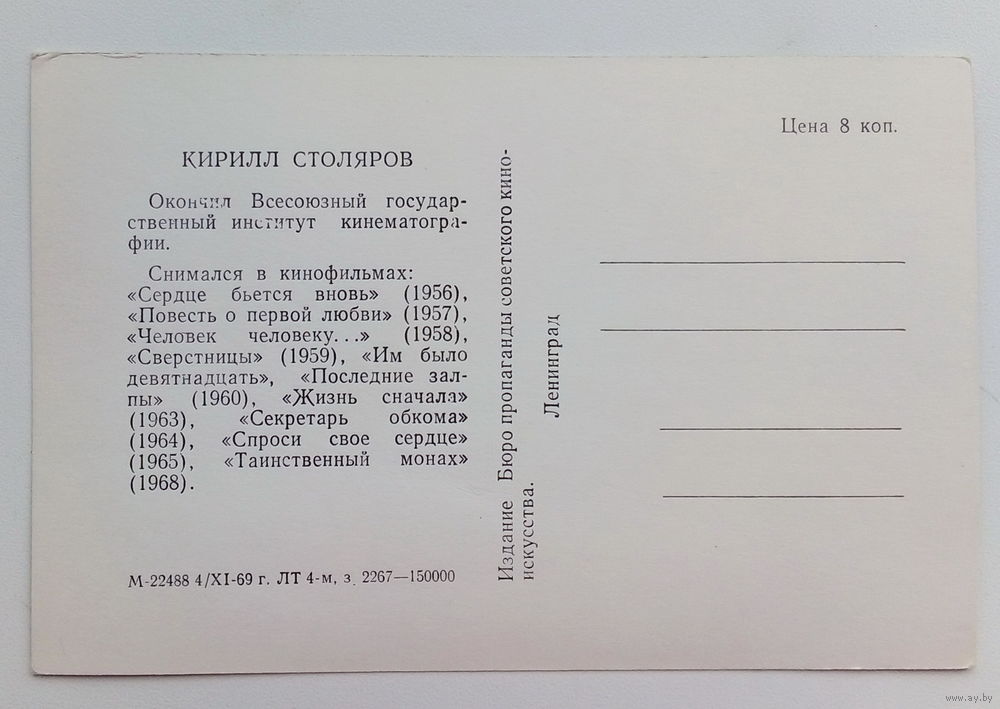 КИРИЛЛ СТОЛЯРОВ
Окончил Всесоюзный государ-
ственный институт кинематогра-
фии.
Снимался в кинофильмах:
«Сердце бьется вновь» (1956),
«Повесть о первой любви» (1957),
«Человек человеку...» (1958),
«Сверстницы» (1959), «Им было
девятнадцать», «Последние зал-
пы» (1960), «Жизнь сначала»
(1963), «Секретарь обкома»
(1964), «Спроси свое сердце»
(1965), «Таинственный монах»
(1968).
М-22488 4/XI-69 г. ЛТ 4-м, з. 2267—150000
Издание Бюро пропаганды советского кино-
искусства.
Ленинград
Цена 8 коп.
www.ay.by